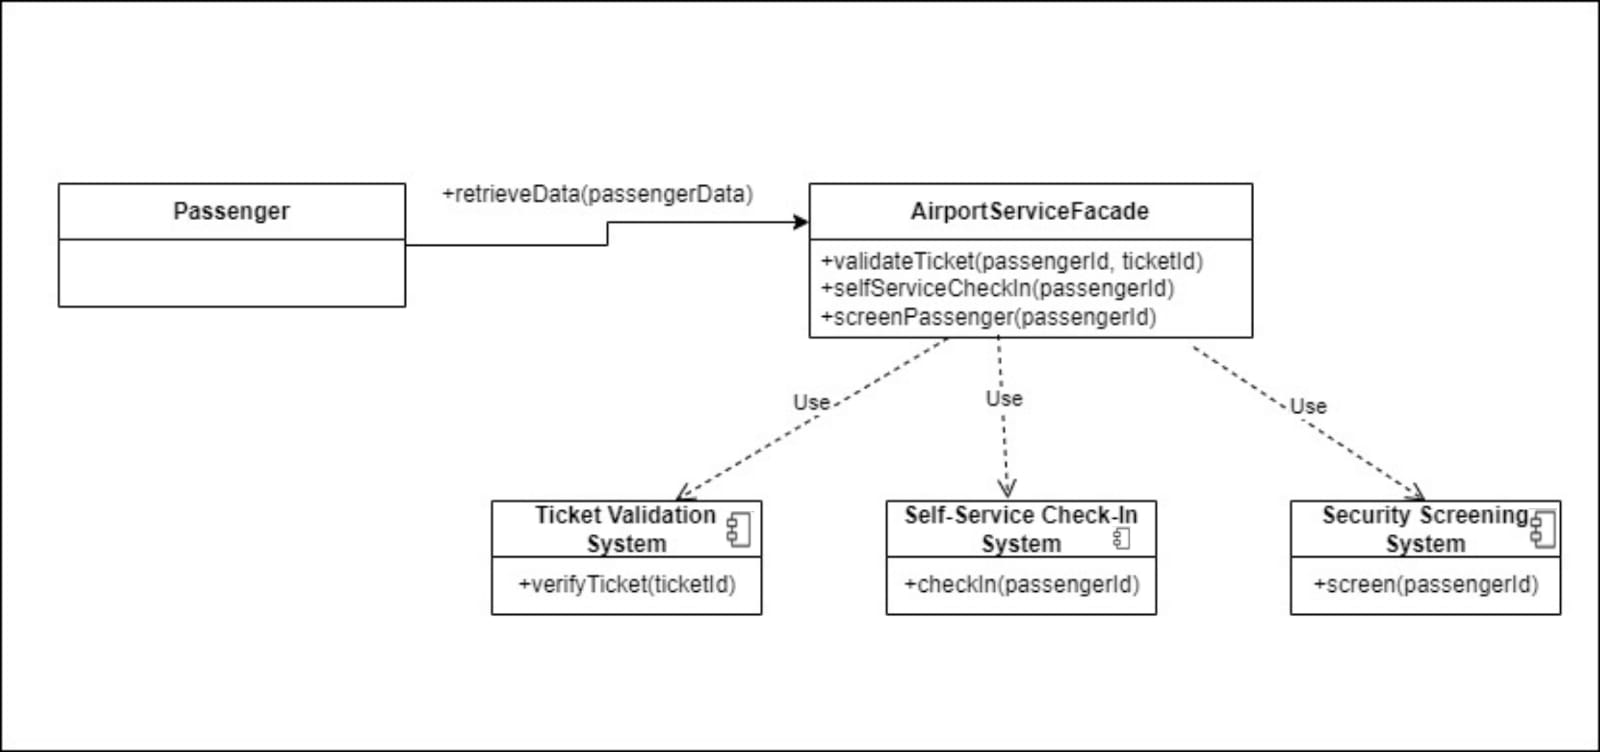 +retrieveData(passengerData)
Passenger
AirportServiceFacade
+validateTicket(passengerId, ticketId)
+selfServiceCheckIn(passengerId)
+screenPassenger(passengerId)
Use
Use
Use
Ticket Validation
System
+verifyTicket(ticketId)
Self-Service Check-In
System
+checkIn(passengerId)
Security Screening
System
+screen(passengerId)